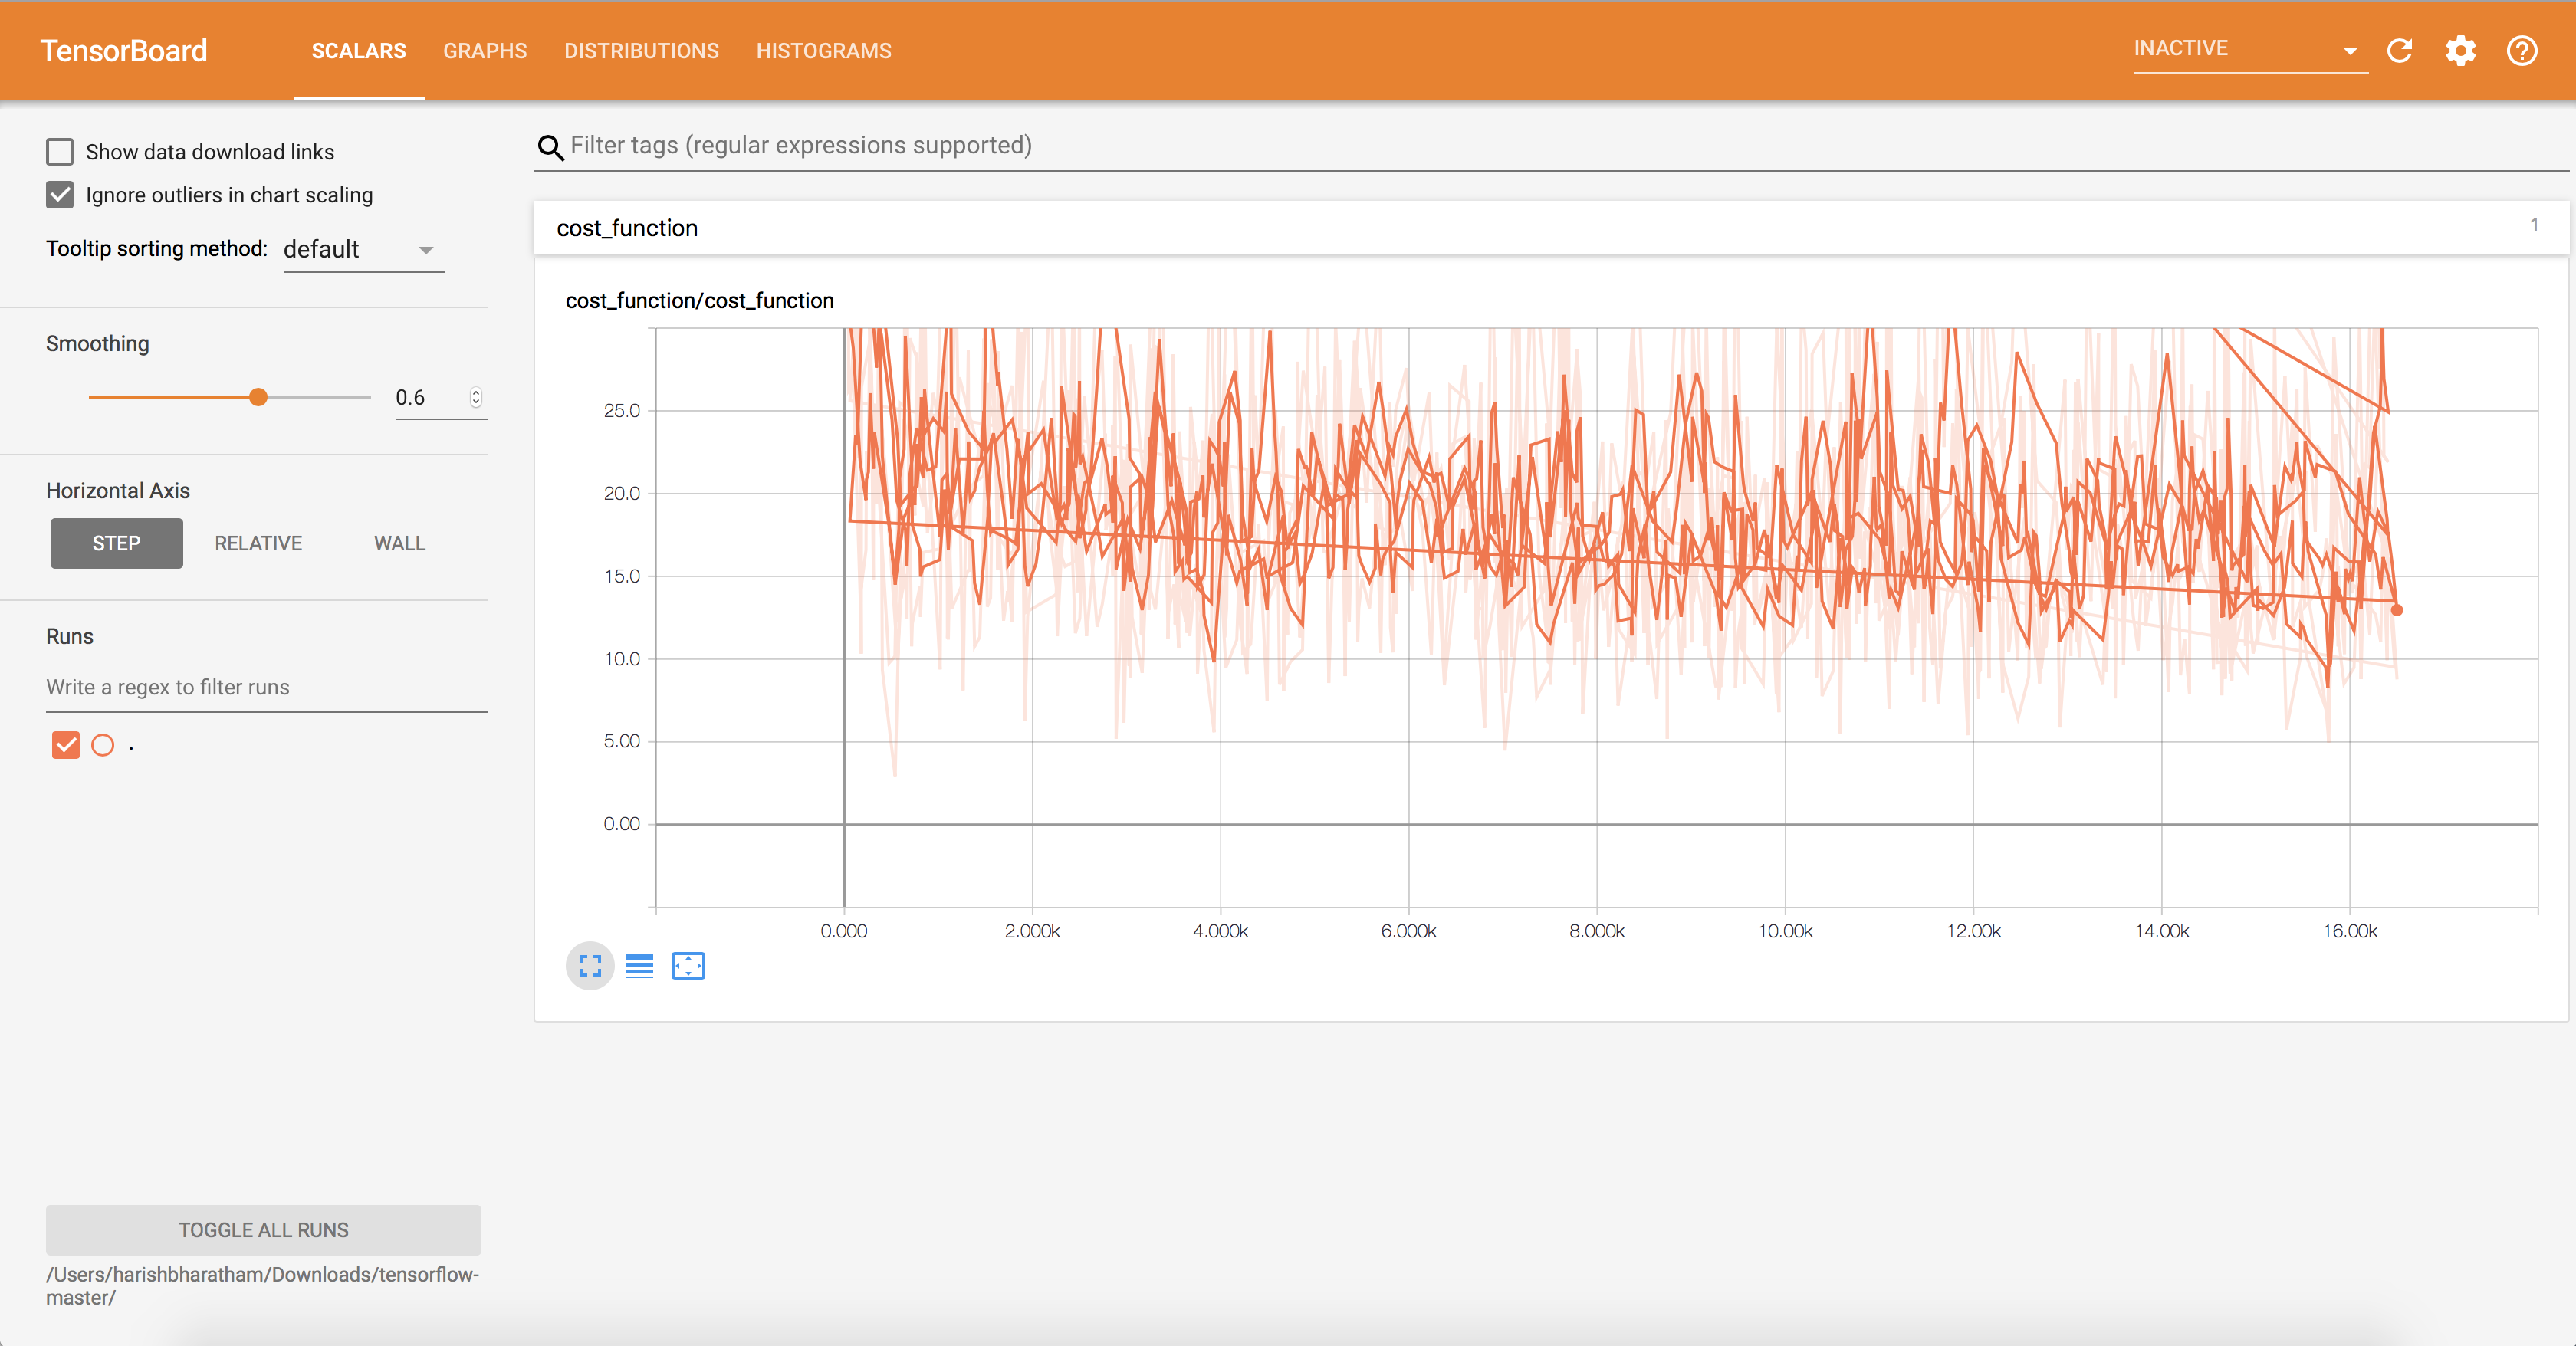 TensorBoard SCALARS GRAPHS DISTRIBUTIONS HISTOGRAMS INACTIVE
Show data download links
Ignore outliers in chart scaling
Tooltip sorting method: default
Smoothing
0.6
Horizontal Axis
STEP RELATIVE WALL
Runs
Write a regex to filter runs
.
TOGGLE ALL RUNS
/Users/harishbharatham/Downloads/tensorflow-
master/
Filter tags (regular expressions supported)
cost_function 1
cost_function/cost_function
25.0
20.0
15.0
10.0
5.00
0.00
0.000 2.000k 4.000k 6.000k 8.000k 10.00k 12.00k 14.00k 16.00k